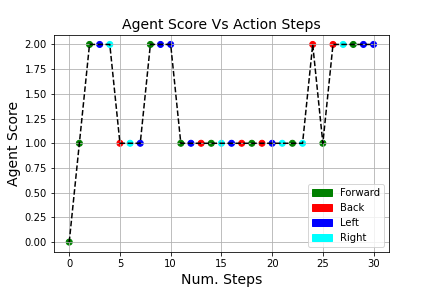 Agent Score Vs Action Steps
Agent Score
2.00
1.75
1.50
1.25
1.00
0.75
0.50
0.25
0.00
Forward
Back
Left
Right
0 5 10 15 20 25 30
Num. Steps